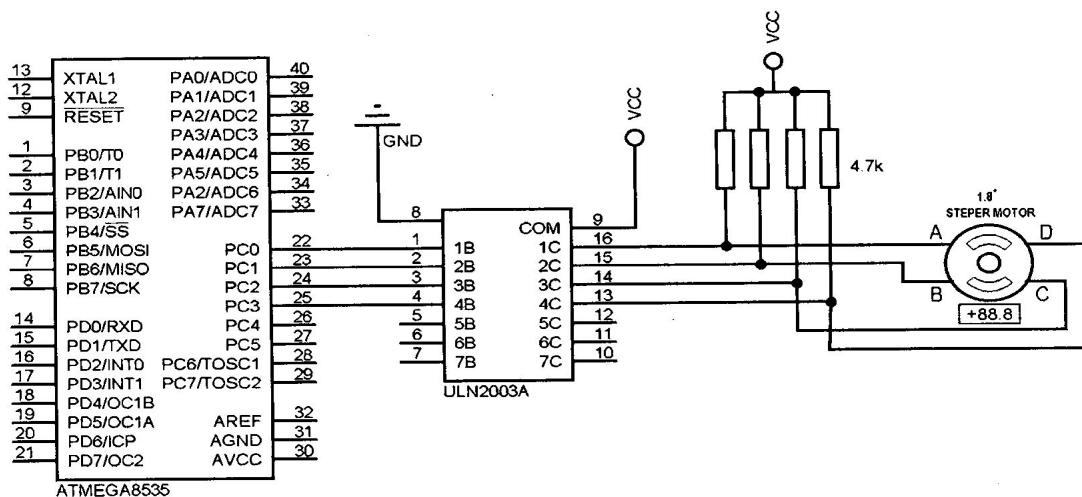 13 XTAL1
12 XTAL2
9 RESET
1 PB0/T0
2 PB1/T1
3 PB2/AIN0
4 PB3/AIN1
5 PB4/SS
6 PB5/MOSI
7 PB6/MISO
8 PB7/SCK
14 PD0/RXD
15 PD1/TXD
16 PD2/INT0
17 PD3/INT1
18 PD4/OC1B
19 PD5/OC1A
20 PD6/ICP
21 PD7/OC2
PA0/ADC0 40
PA1/ADC1 39
PA2/ADC2 38
PA3/ADC3 37
PA4/ADC4 36
PA5/ADC5 35
PA2/ADC6 34
PA7/ADC7 33
PC0 22
PC1 23
PC2 24
PC3 25
PC4 26
PC5 27
PC6/TOSC1 28
PC7/TOSC2 29
AREF 32
AGND 31
AVCC 30
ATMEGA8535
GND
8
1 1B
2 2B
3 3B
4 4B
5 5B
6 6B
7 7B
COM 9
1C 16
2C 15
3C 14
4C 13
5C 12
6C 11
7C 10
ULN2003A
VCC
VCC
4.7k
1.8°
STEPER MOTOR
A
D
B
C
+88.8